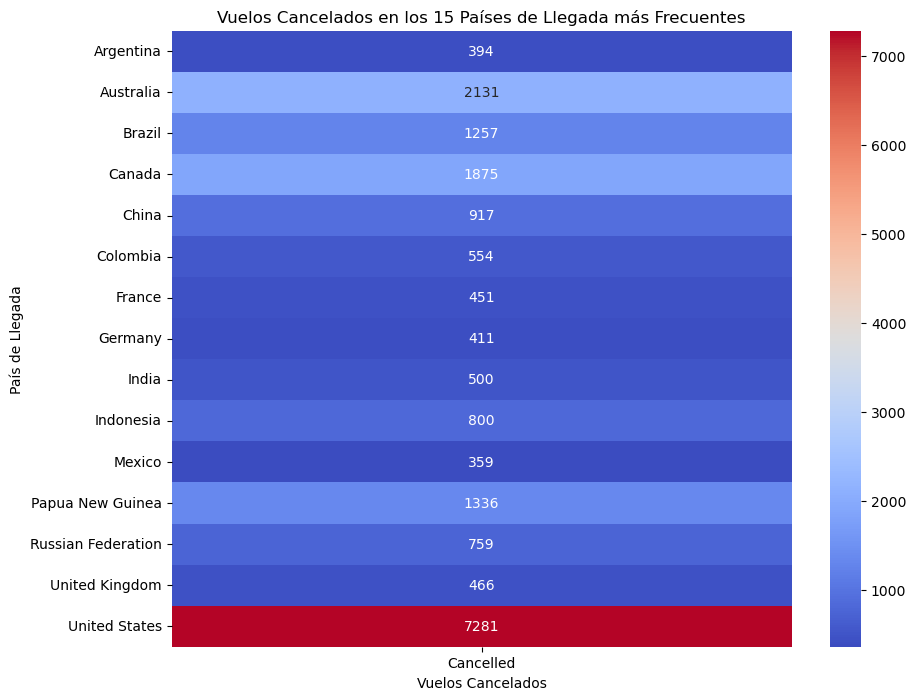 Vuelos Cancelados en los 15 Países de Llegada más Frecuentes
País de Llegada
Argentina 394
Australia 2131
Brazil 1257
Canada 1875
China 917
Colombia 554
France 451
Germany 411
India 500
Indonesia 800
Mexico 359
Papua New Guinea 1336
Russian Federation 759
United Kingdom 466
United States 7281
Cancelled
Vuelos Cancelados
7000
6000
5000
4000
3000
2000
1000